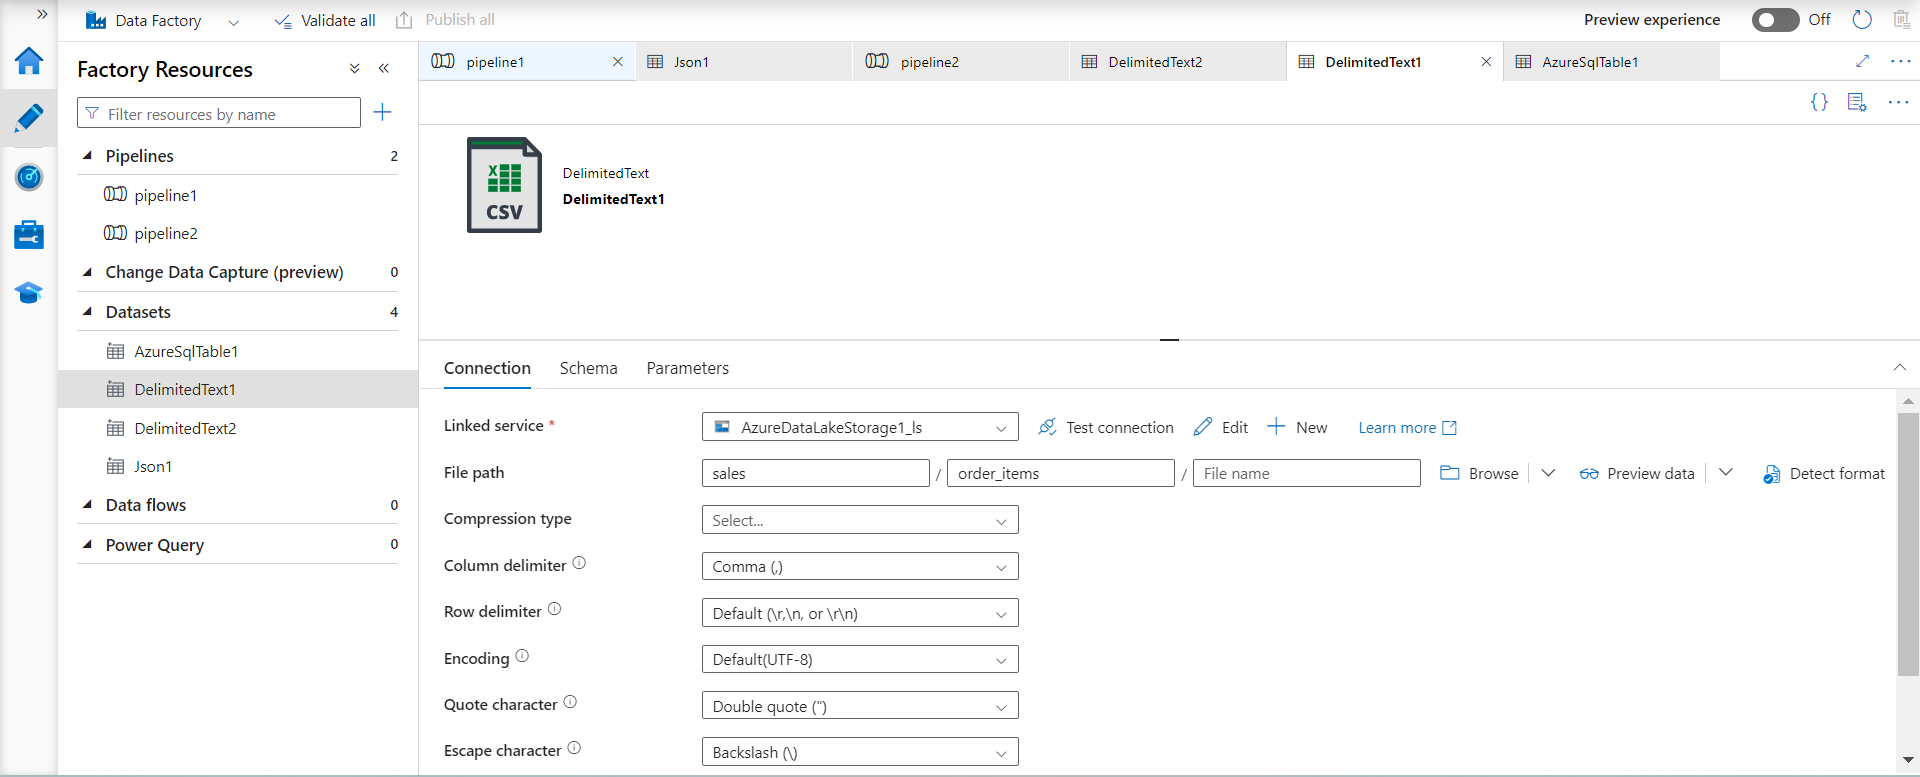 Data Factory Validate all Publish all Preview experience Off
Factory Resources
Filter resources by name
Pipelines 2
pipeline1
pipeline2
Change Data Capture (preview) 0
Datasets 4
AzureSqlTable1
DelimitedText1
DelimitedText2
Json1
Data flows 0
Power Query 0
pipeline1 Json1 pipeline2 DelimitedText2 DelimitedText1 AzureSqlTable1
X
CSV
DelimitedText
DelimitedText1
Connection Schema Parameters
Linked service * AzureDataLakeStorage1_ls Test connection Edit New Learn more
File path sales / order_items / File name Browse Preview data Detect format
Compression type Select...
Column delimiter Comma (,)
Row delimiter Default (\r,\n, or \r\n)
Encoding Default(UTF-8)
Quote character Double quote (")
Escape character Backslash (\)